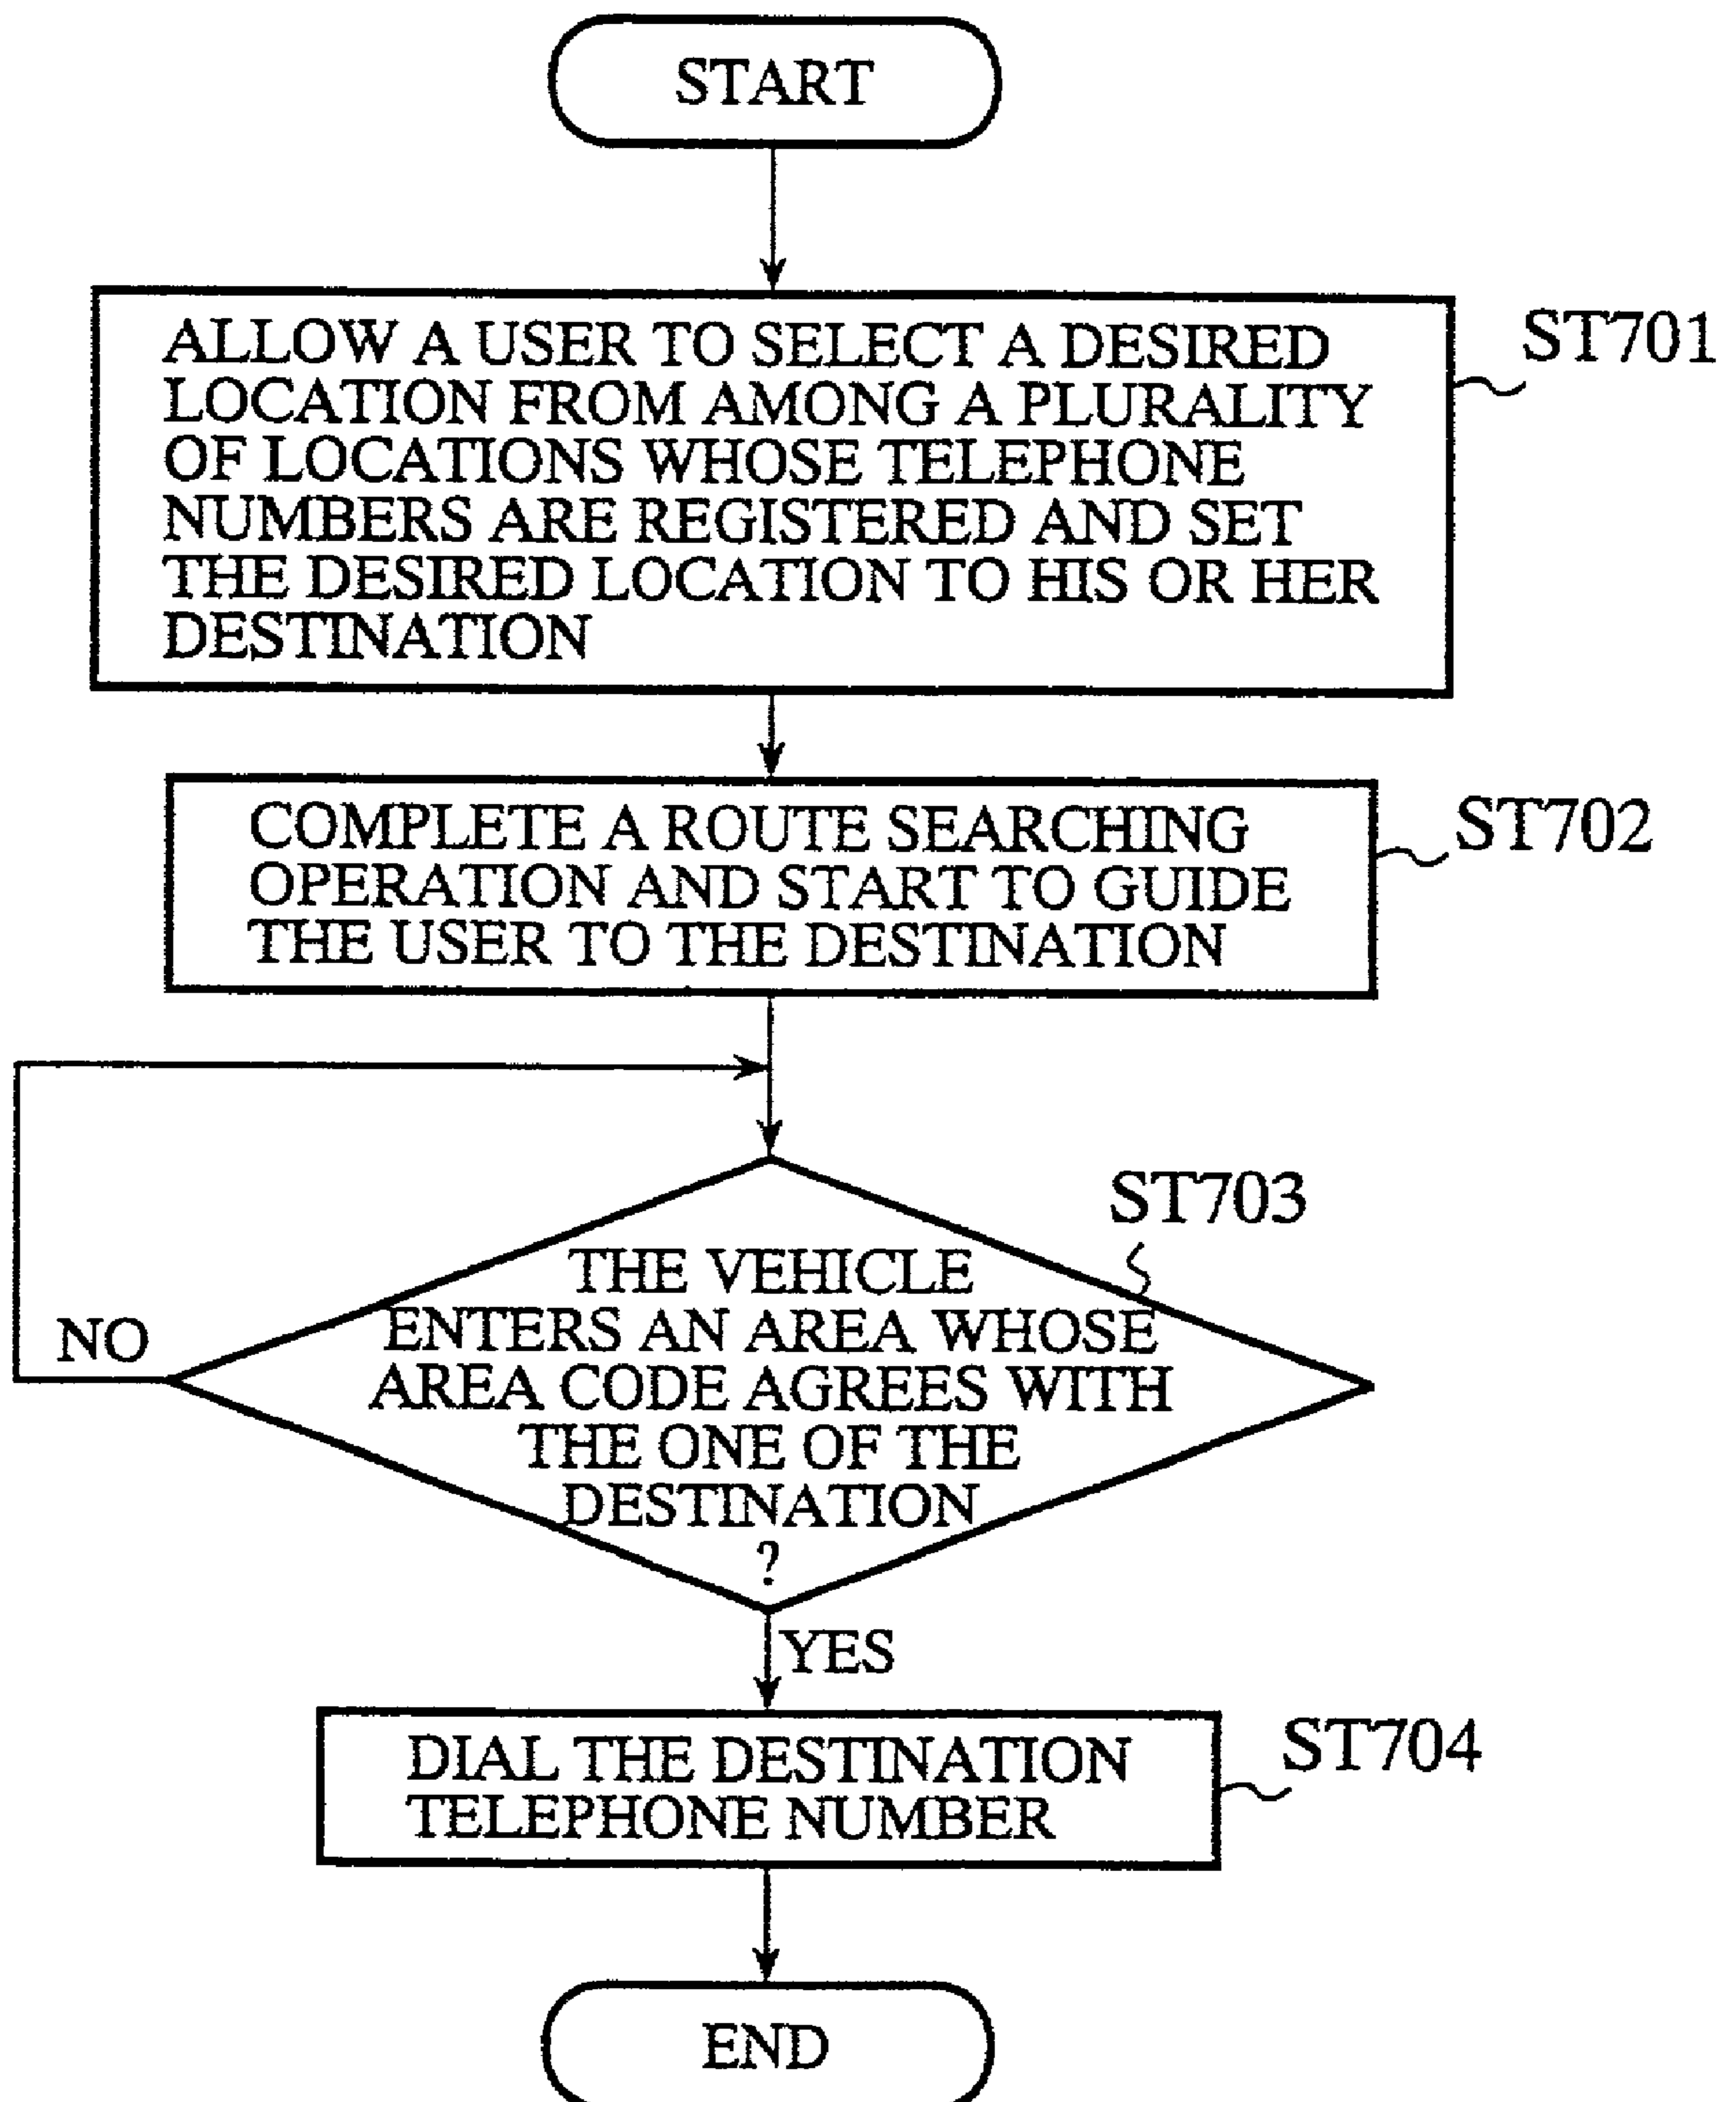 START
ALLOW A USER TO SELECT A DESIRED
LOCATION FROM AMONG A PLURALITY
OF LOCATIONS WHOSE TELEPHONE
NUMBERS ARE REGISTERED AND SET
THE DESIRED LOCATION TO HIS OR HER
DESTINATION
ST701
COMPLETE A ROUTE SEARCHING
OPERATION AND START TO GUIDE
THE USER TO THE DESTINATION
ST702
ST703
THE VEHICLE
ENTERS AN AREA WHOSE
AREA CODE AGREES WITH
THE ONE OF THE
DESTINATION
?
NO
YES
DIAL THE DESTINATION
TELEPHONE NUMBER
ST704
END